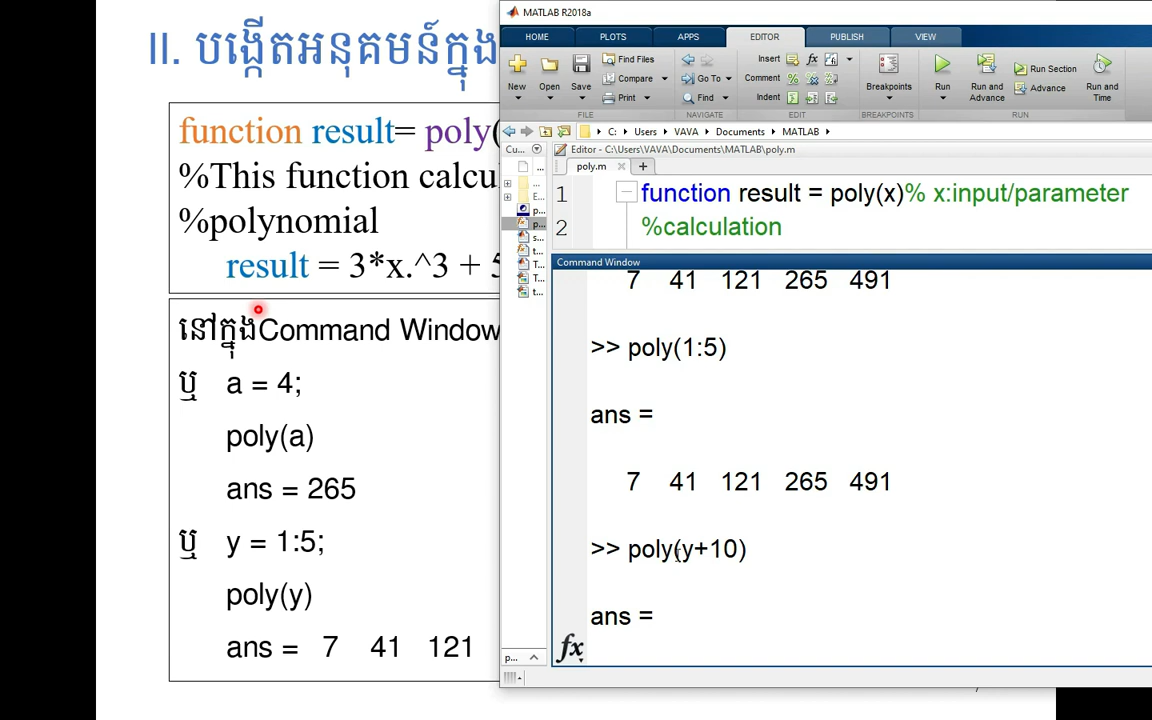 II. បង្កើតអនុគមន៍ក្នុង
function result= poly(
%This function calcu
%polynomial
result = 3*x.^3 + 5
នៅក្នុងCommand Window
ឬ a = 4;
poly(a)
ans = 265
ឬ y = 1:5;
poly(y)
ans = 7 41 121
MATLAB R2018a
HOME PLOTS APPS EDITOR PUBLISH VIEW
New Open Save Find Files Compare Print Go To Find Insert Comment Indent Breakpoints Run Run and Advance Run Section Advance Run and Time
FILE NAVIGATE EDIT BREAKPOINTS RUN
C: Users VAVA Documents MATLAB
Cu... Editor - C:\Users\VAVA\Documents\MATLAB\poly.m
poly.m
1 function result = poly(x)% x:input/parameter
2 %calculation
Command Window
7 41 121 265 491
>> poly(1:5)
ans =
7 41 121 265 491
>> poly(y+10)
ans =
fx
p...